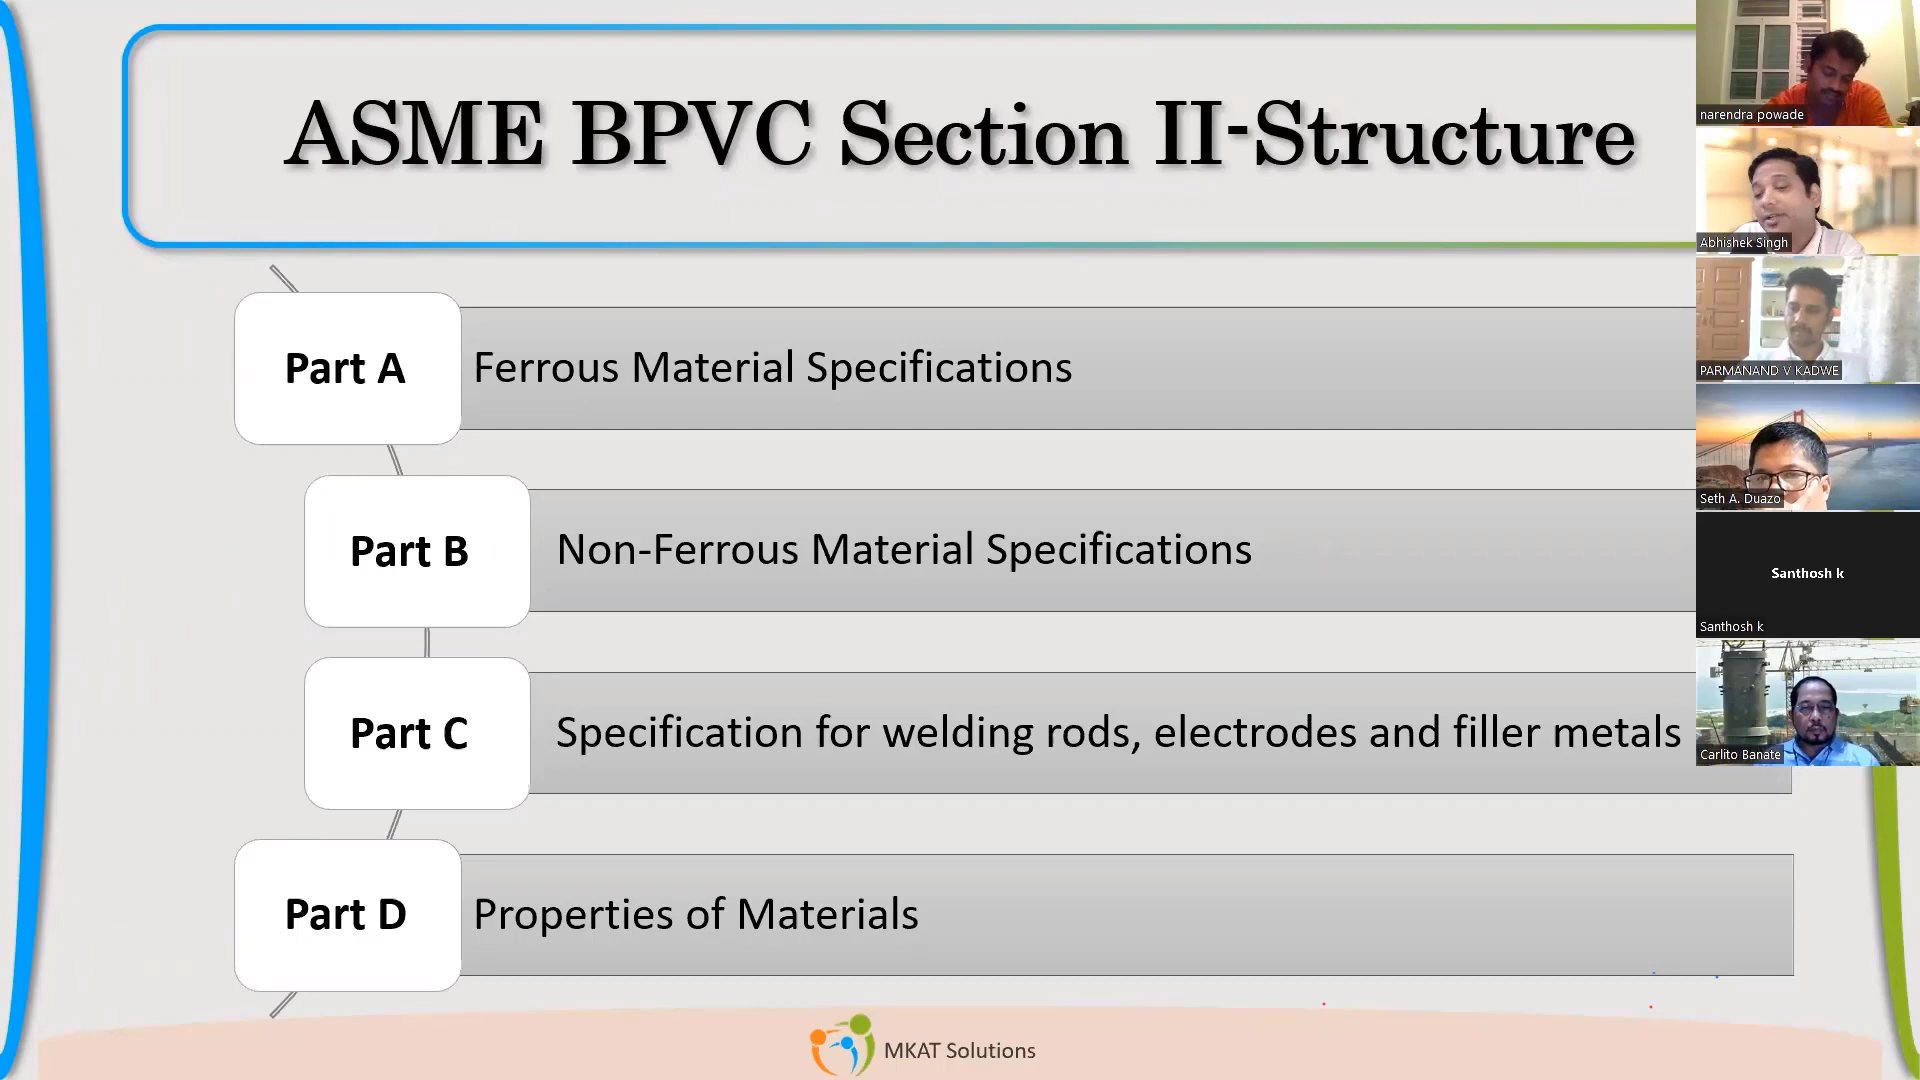 ASME BPVC Section II-Structure
Part A
Ferrous Material Specifications
Part B
Non-Ferrous Material Specifications
Part C
Specification for welding rods, electrodes and filler metals
Part D
Properties of Materials
MKAT Solutions
narendra powade
Abhishek Singh
PARMANAND V KADWE
Seth A. Duazo
Santhosh k
Santhosh k
Carlito Banate